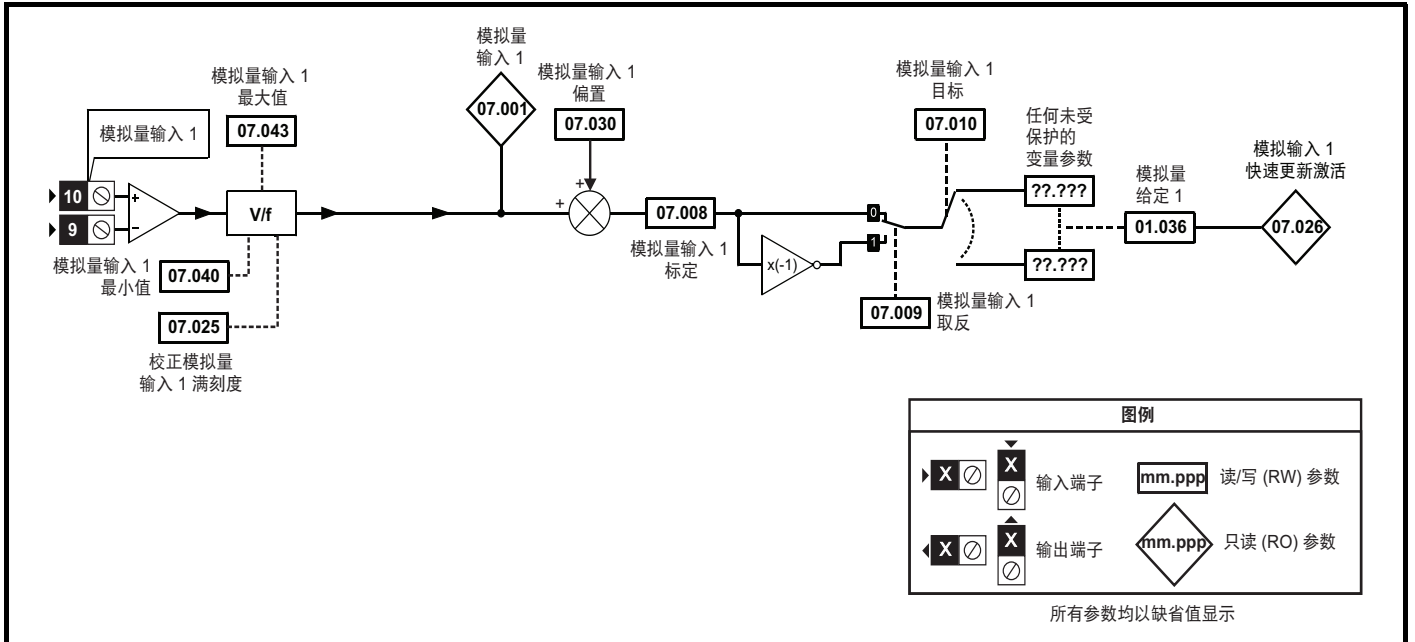 模拟量输入 1
最大值
07.043
模拟量输入 1
10
9
+
−
V/f
模拟量输入 1
最小值
07.040
07.025
校正模拟量
输入 1 满刻度
模拟量
输入 1
07.001
模拟量输入 1
偏置
07.030
+
+
07.008
模拟量输入 1
标定
x(-1)
0
1
07.009
模拟量输入 1
取反
模拟量输入 1
目标
07.010
任何未受
保护的
变量参数
??.???
??.???
模拟量
给定 1
01.036
模拟输入 1
快速更新激活
07.026
图例
X
X
输入端子
mm.ppp
读/写 (RW) 参数
X
X
输出端子
mm.ppp
只读 (RO) 参数
所有参数均以缺省值显示